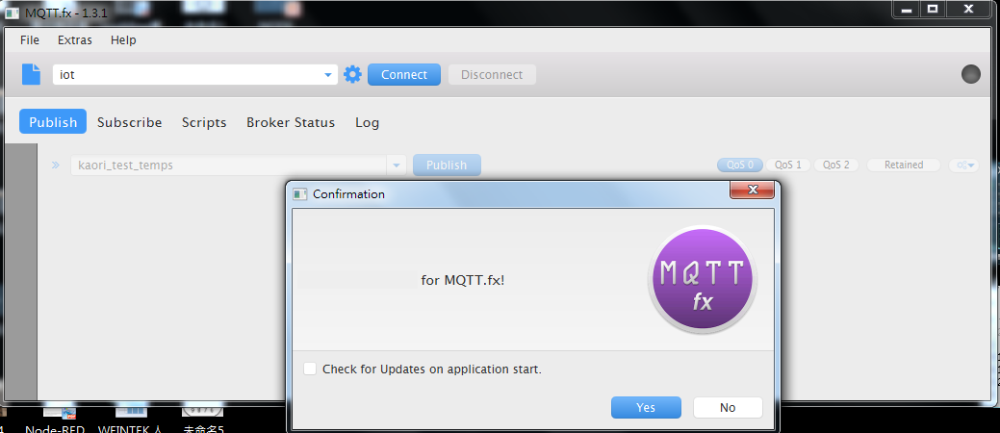 MQTT.fx - 1.3.1
File Extras Help
iot Connect Disconnect
Publish Subscribe Scripts Broker Status Log
» kaori_test_temps Publish QoS 0 QoS 1 QoS 2 Retained
Confirmation
for MQTT.fx!
MQTT
fx
Check for Updates on application start.
Yes No
Node-RED WEINTEK 人 未命名5